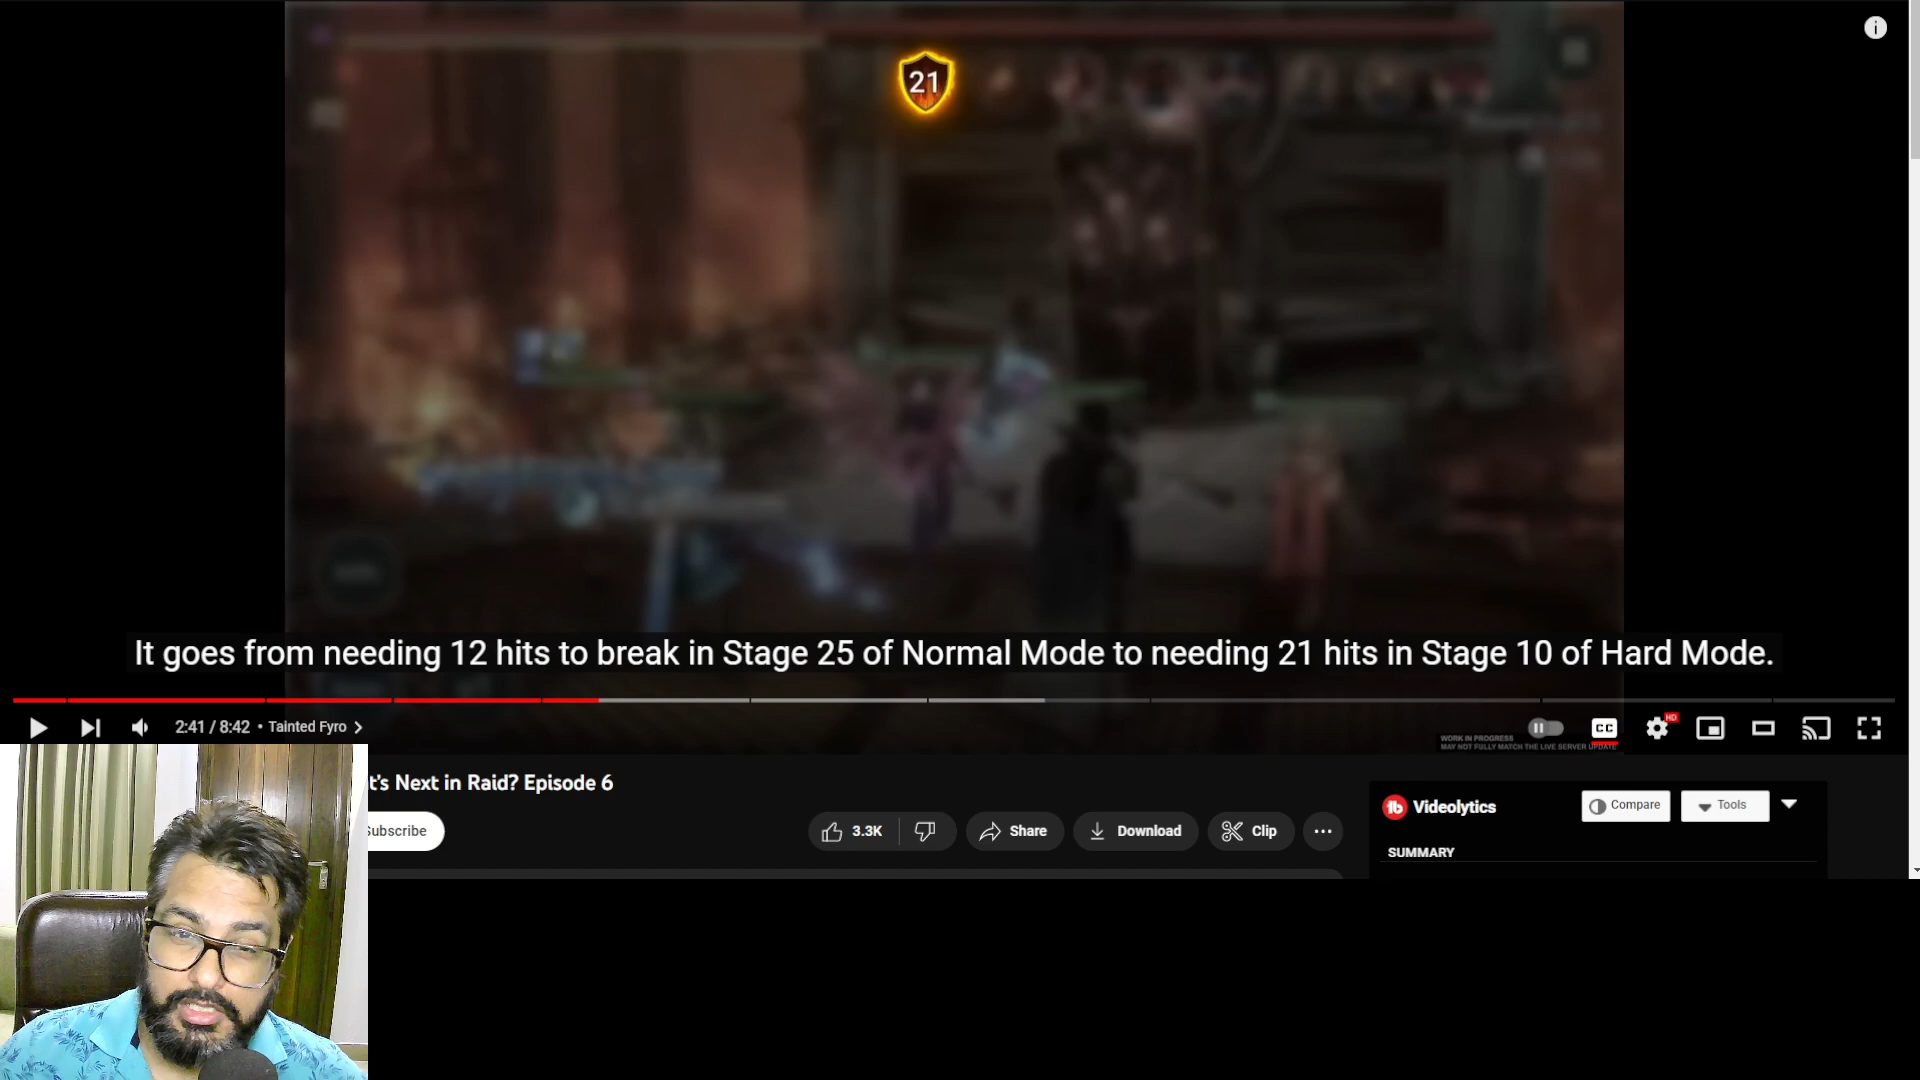 21
It goes from needing 12 hits to break in Stage 25 of Normal Mode to needing 21 hits in Stage 10 of Hard Mode.
2:41 / 8:42 • Tainted Fyro
CC
HD
WORK IN PROGRESS
MAY NOT FULLY MATCH THE LIVE SERVER UPDATE
t's Next in Raid? Episode 6
ubscribe
3.3K
Share
Download
Clip
Videolytics
Compare
Tools
SUMMARY